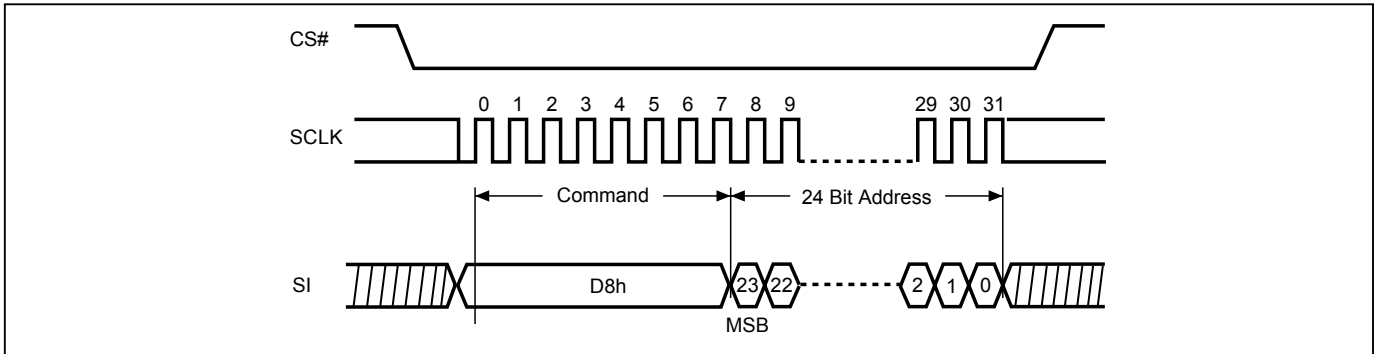 CS#
0 1 2 3 4 5 6 7 8 9 29 30 31
SCLK
Command 24 Bit Address
SI D8h 23 22 2 1 0
MSB